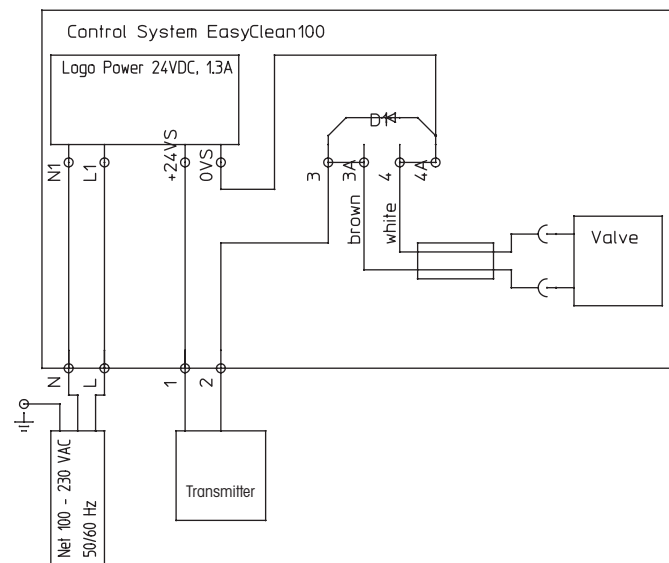 Control System EasyClean100
Logo Power 24VDC, 1.3A
D1
N1
L1
+24VS
0VS
3
3A
4
4A
brown
white
Valve
N
L
1
2
Net 100 - 230 VAC
50/60 Hz
Transmitter